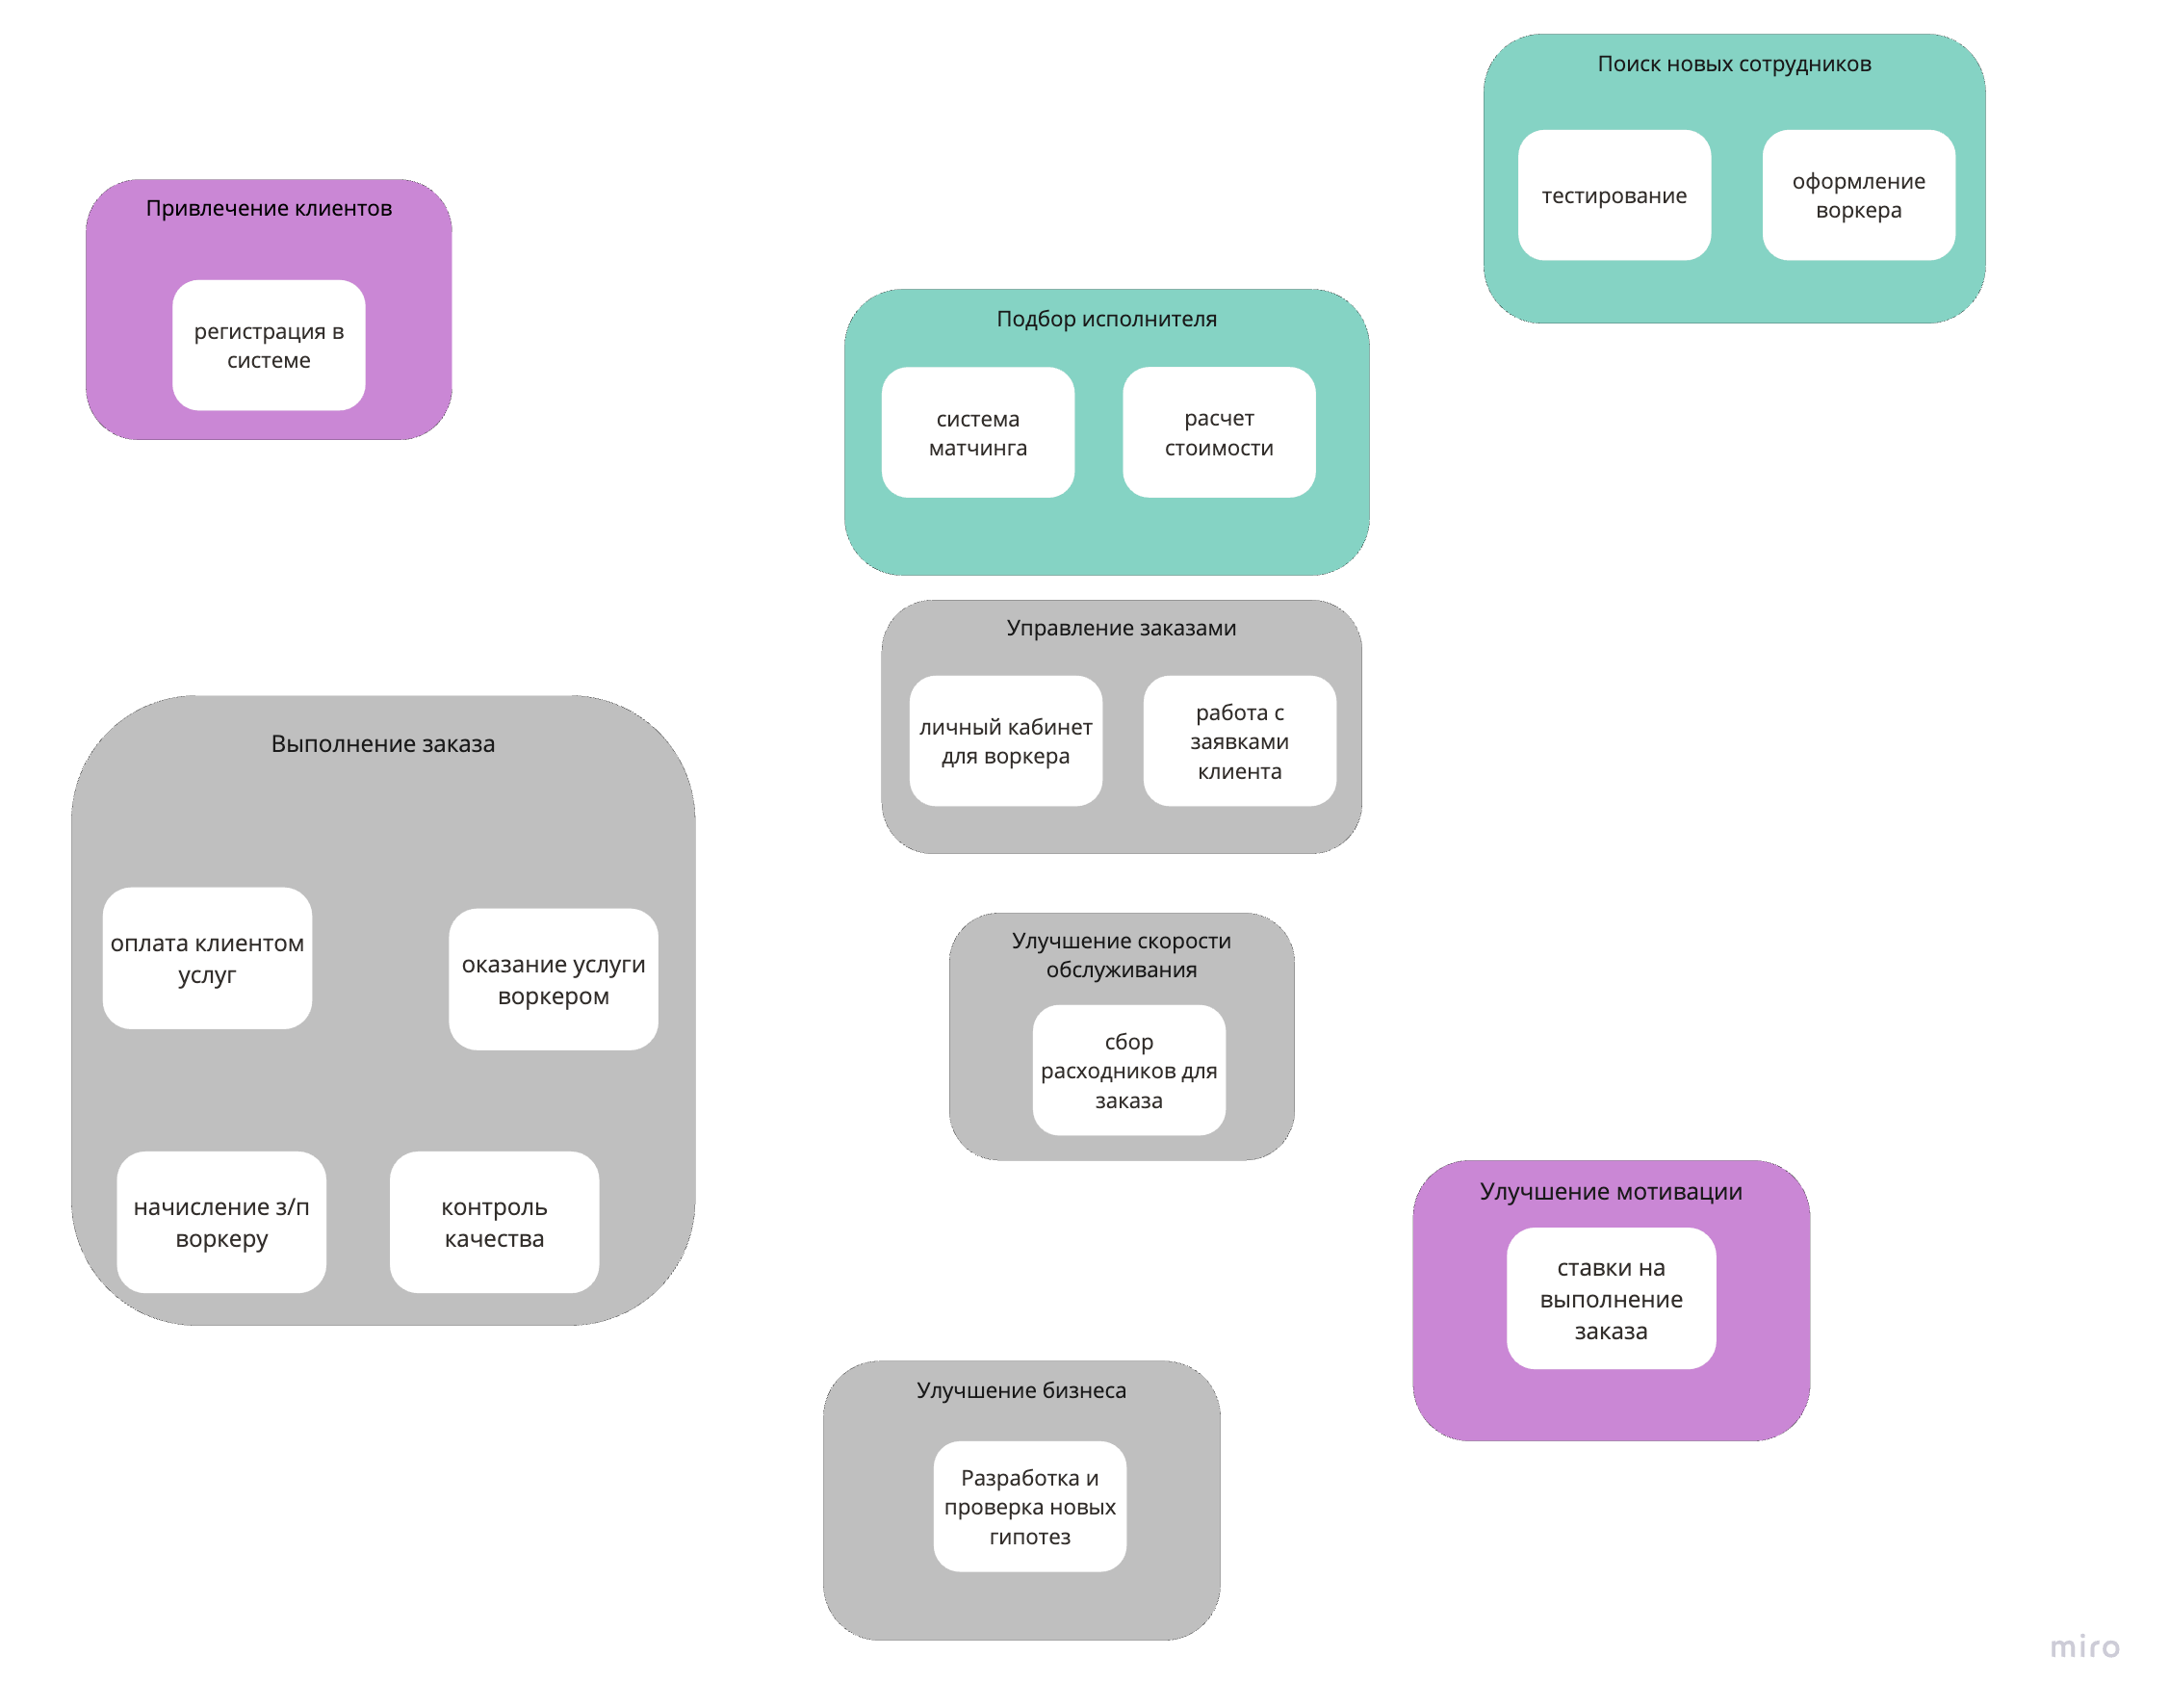 Поиск новых сотрудников
тестирование
оформление
воркера
Привлечение клиентов
регистрация в
системе
Подбор исполнителя
система
матчинга
расчет
стоимости
Управление заказами
личный кабинет
для воркера
работа с
заявками
клиента
Выполнение заказа
оплата клиентом
услуг
оказание услуги
воркером
начисление з/п
воркеру
контроль
качества
Улучшение скорости
обслуживания
сбор
расходников для
заказа
Улучшение мотивации
ставки на
выполнение
заказа
Улучшение бизнеса
Разработка и
проверка новых
гипотез
miro